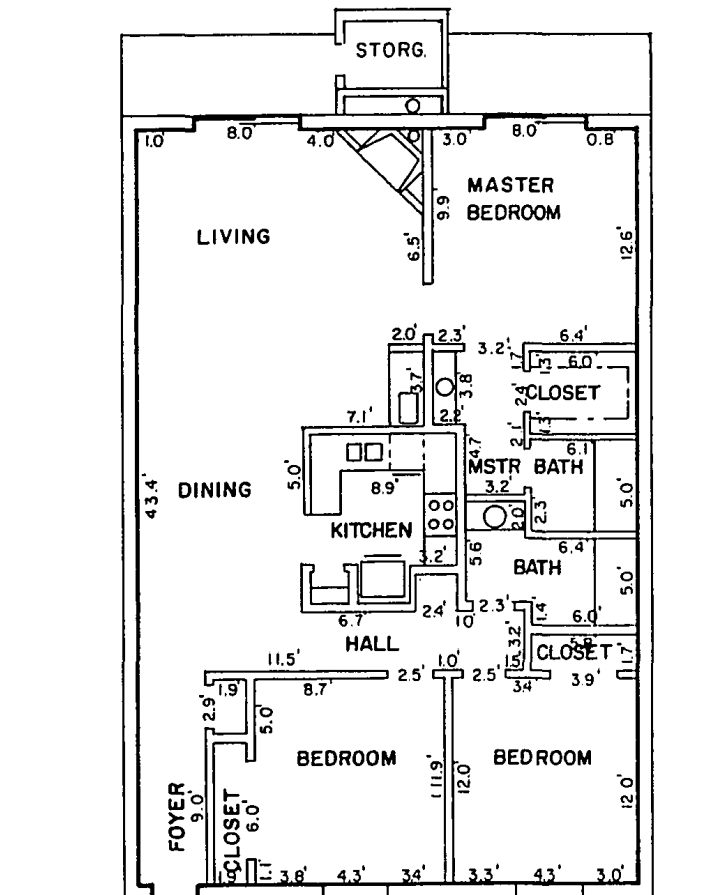 STORG.
1.0' 8.0' 4.0' 3.0' 8.0' 0.8'
MASTER
BEDROOM
9.9
LIVING
6.5'
12.6'
2.0' 2.3' 3.2' 6.4'
1.7' 1.3' 6.0'
3.7' 3.8'
CLOSET
2.4'
7.1' 2.2'
2.1' 1.3'
4.7' 6.1'
MSTR BATH
43.4'
DINING
5.0'
8.9"
3.2'
5.0'
2.3'
2.0'
KITCHEN
3.2'
5.6'
6.4'
BATH
5.0'
6.7' 2.4' 1.0' 2.3' 1.4' 6.0'
HALL
3.2'
5.8'
CLOSET
1.7'
11.5' 1.0' 1.5'
1.9' 8.7' 2.5' 2.5' 3.4' 3.9'
2.9'
5.0'
BEDROOM
BEDROOM
11.9' 12.0' 12.0'
FOYER
9.0'
CLOSET
6.0'
1.9' 1.1' 3.8' 4.3' 3.4' 3.3' 4.3' 3.0'